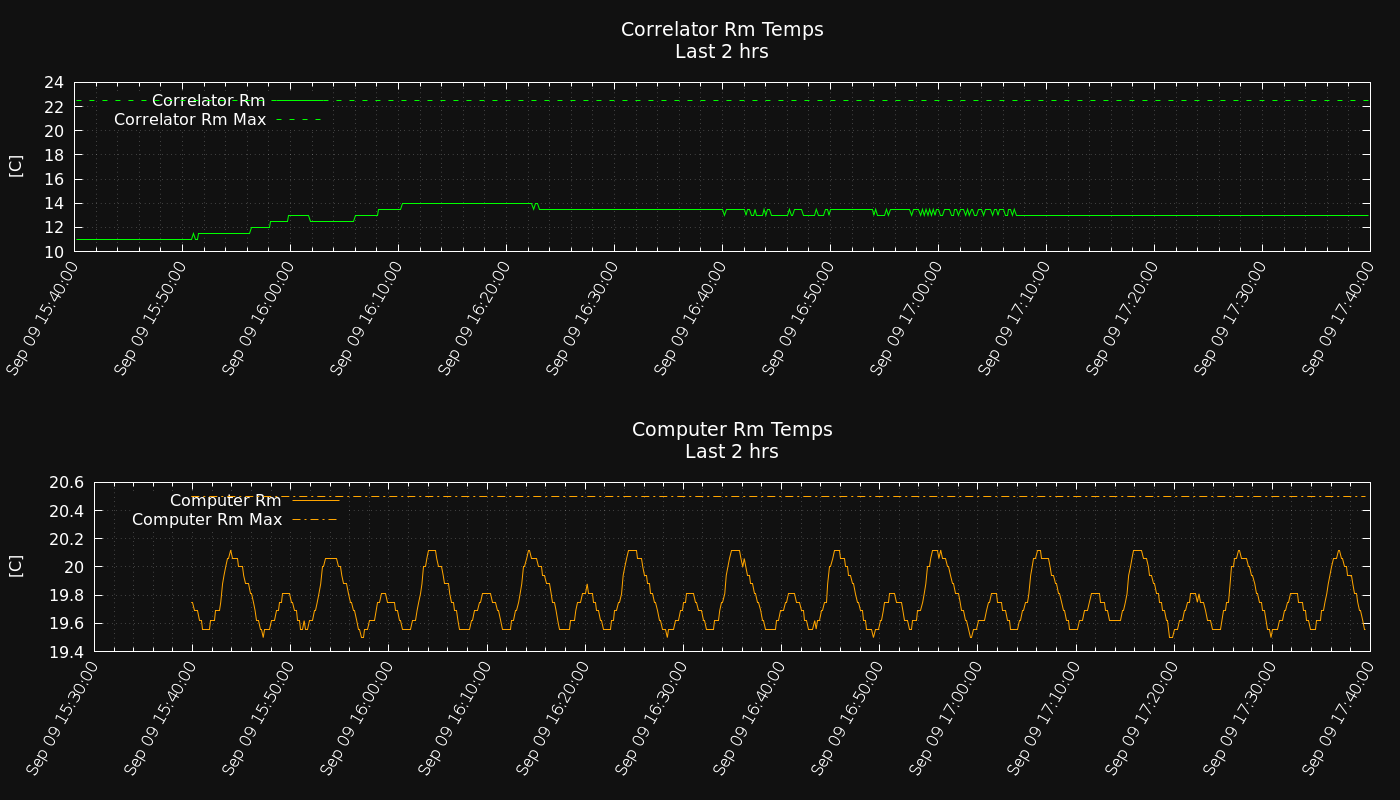 Correlator Rm Temps
Last 2 hrs
24
22
20
18
16
14
12
10
[C]
Correlator Rm
Correlator Rm Max
Sep 09 15:40:00
Sep 09 15:50:00
Sep 09 16:00:00
Sep 09 16:10:00
Sep 09 16:20:00
Sep 09 16:30:00
Sep 09 16:40:00
Sep 09 16:50:00
Sep 09 17:00:00
Sep 09 17:10:00
Sep 09 17:20:00
Sep 09 17:30:00
Sep 09 17:40:00
Computer Rm Temps
Last 2 hrs
20.6
20.4
20.2
20
19.8
19.6
19.4
[C]
Computer Rm
Computer Rm Max
Sep 09 15:30:00
Sep 09 15:40:00
Sep 09 15:50:00
Sep 09 16:00:00
Sep 09 16:10:00
Sep 09 16:20:00
Sep 09 16:30:00
Sep 09 16:40:00
Sep 09 16:50:00
Sep 09 17:00:00
Sep 09 17:10:00
Sep 09 17:20:00
Sep 09 17:30:00
Sep 09 17:40:00